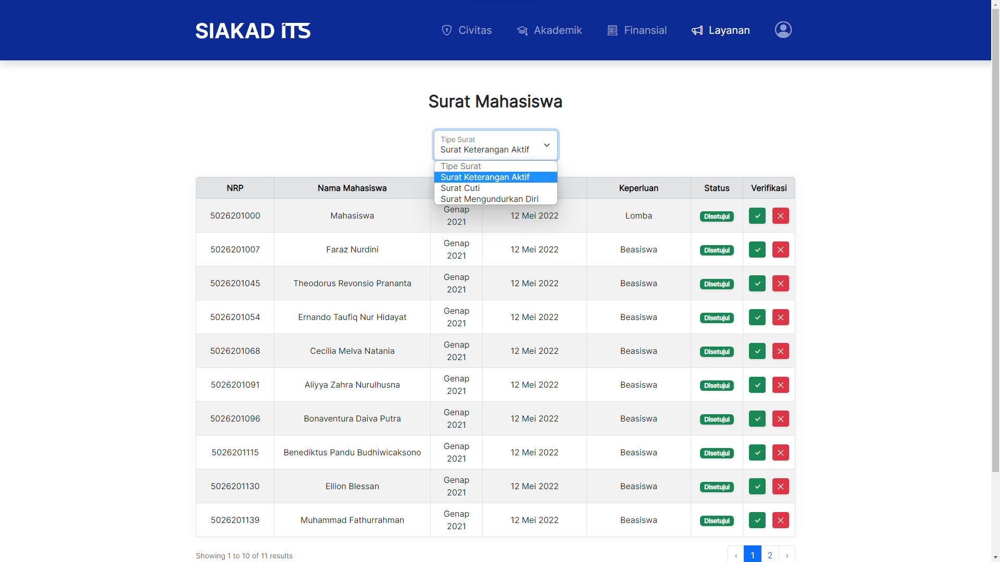 SIAKAD ITS
Civitas
Akademik
Finansial
Layanan
Surat Mahasiswa
Tipe Surat
Surat Keterangan Aktif
Tipe Surat
Surat Keterangan Aktif
Surat Cuti
Surat Mengundurkan Diri
NRP Nama Mahasiswa Keperluan Status Verifikasi
5026201000 Mahasiswa Genap 2021 12 Mei 2022 Lomba Disetujui
5026201007 Faraz Nurdini Genap 2021 12 Mei 2022 Beasiswa Disetujui
5026201045 Theodorus Revonsio Prananta Genap 2021 12 Mei 2022 Beasiswa Disetujui
5026201054 Ernando Taufiq Nur Hidayat Genap 2021 12 Mei 2022 Beasiswa Disetujui
5026201068 Cecilia Melva Natania Genap 2021 12 Mei 2022 Beasiswa Disetujui
5026201091 Aliyya Zahra Nurulhusna Genap 2021 12 Mei 2022 Beasiswa Disetujui
5026201096 Bonaventura Daiva Putra Genap 2021 12 Mei 2022 Beasiswa Disetujui
5026201115 Benediktus Pandu Budhiwicaksono Genap 2021 12 Mei 2022 Beasiswa Disetujui
5026201130 Ellion Blessan Genap 2021 12 Mei 2022 Beasiswa Disetujui
5026201139 Muhammad Fathurrahman Genap 2021 12 Mei 2022 Beasiswa Disetujui
Showing 1 to 10 of 11 results
‹ 1 2 ›